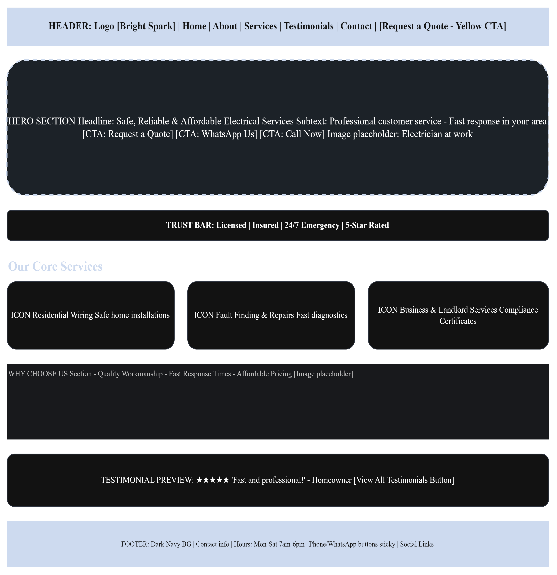 HEADER: Logo [Bright Spark] | Home | About | Services | Testimonials | Contact | [Request a Quote - Yellow CTA]
HERO SECTION Headline: Safe, Reliable & Affordable Electrical Services Subtext: Professional customer service - Fast response in your area
[CTA: Request a Quote] [CTA: WhatsApp Us] [CTA: Call Now] Image placeholder: Electrician at work
TRUST BAR: Licensed | Insured | 24/7 Emergency | 5-Star Rated
Our Core Services
ICON Residential Wiring Safe home installations
ICON Fault Finding & Repairs Fast diagnostics
ICON Business & Landlord Services Compliance
Certificates
WHY CHOOSE US Section - Quality Workmanship - Fast Response Times - Affordable Pricing [Image placeholder]
TESTIMONIAL PREVIEW: ★★★★★ 'Fast and professional!' - Homeowner [View All Testimonials Button]
FOOTER: Dark Navy BG | Contact info | Hours: Mon-Sat 7am-6pm | Phone/WhatsApp buttons sticky | Social Links